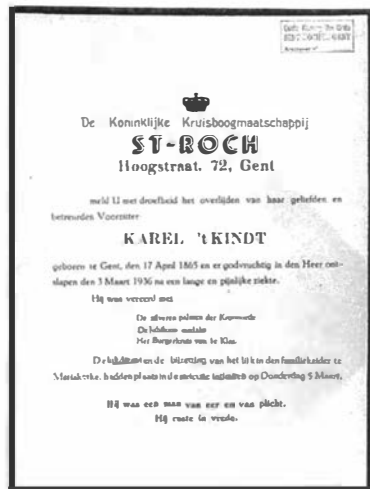 De Koninklijke Kruisboogmaatschappij
ST-ROCH
Hoogstraat, 72, Gent
meld U met droefheid het overlijden van haar geliefden en
betreurden Voorzitter
KAREL 't KINDT
geboren te Gent, den 17 April 1865 en er godvruchtig in den Heer ont-
slapen den 3 Maart 1936 na een lange en pijnlijke ziekte.
Hij was vereerd met
De zilveren palmen der Kroonorde
De Jubileum medalie
Het Burgerkruis van 1e Klas
De lijkdienst en de bijzetting van het lijk in den familiekelder te
Mariakerke, hadden plaats in de strikste op Donderdag 5 Maart.
Hij was een man van eer en van plicht.
Hij ruste in vrede.